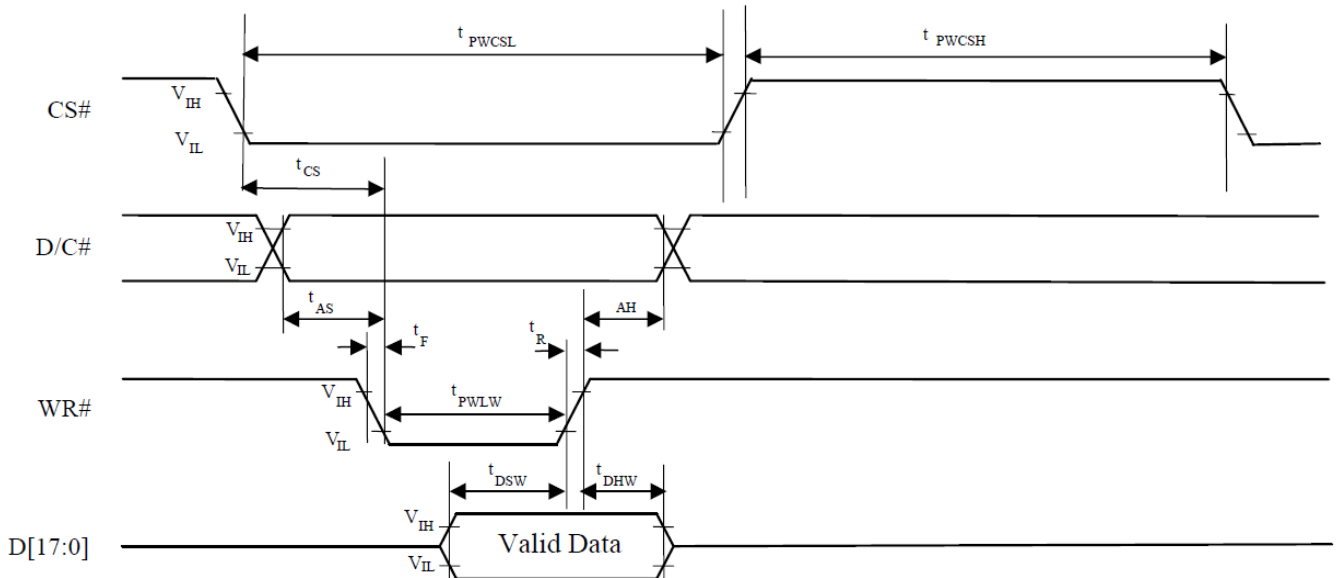 t PWCSL
t PWCSH
CS#
V IH
V IL
t CS
D/C#
V IH
V IL
t AS
AH
t F
t R
WR#
V IH
V IL
t PWLW
t DSW
t DHW
D[17:0]
V IH
V IL
Valid Data